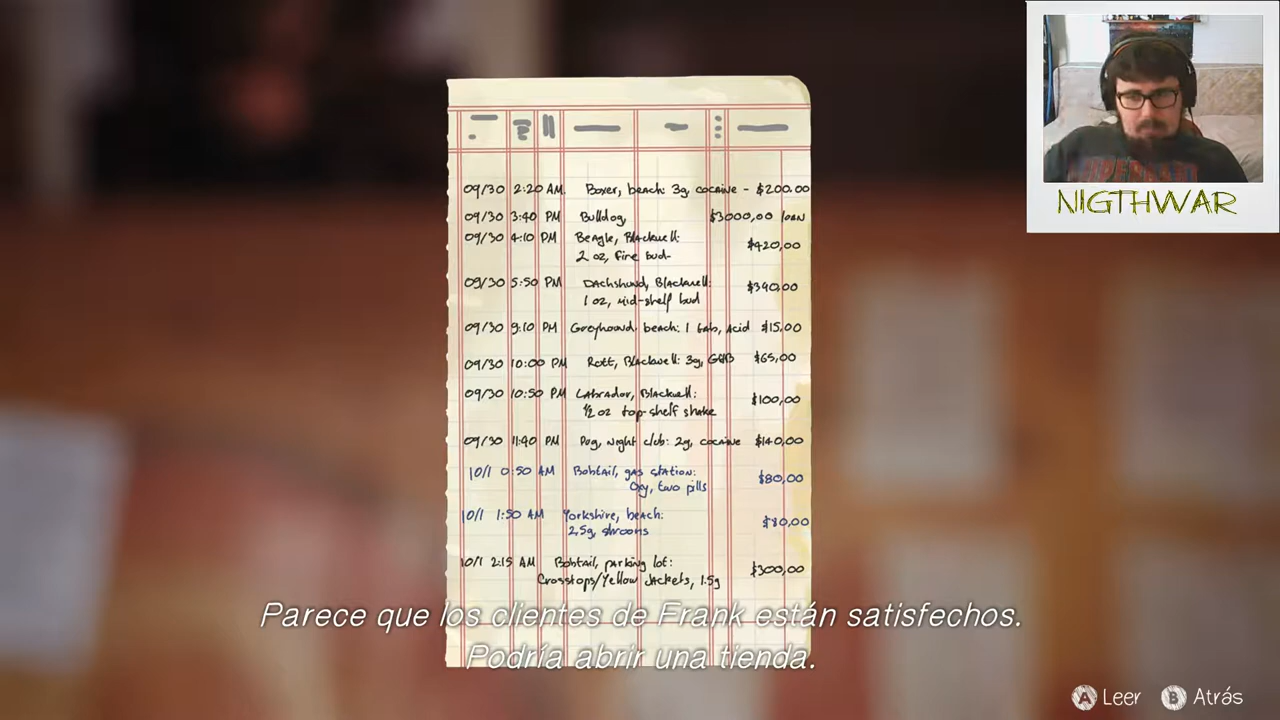 NIGTHWAR
09/30 2:20 AM. Boxer, beach: 3g, cocaine - $200.00
09/30 3:40 PM Bulldog, $3000,00 loan
09/30 4:10 PM Beagle, Blackwell: $420,00
2 oz, fire bud-
09/30 5:50 PM Dachshund, Blackwell: $340,00
1 oz, mid-shelf bud
09/30 9:10 PM Greyhound, beach: 1 tab, Acid $15,00
09/30 10:00 PM Rott, Blackwell: 3g, GHB $65,00
09/30 10:50 PM Labrador, Blackwell: $100,00
1/2 oz top-shelf shake
09/30 11:40 PM Pog, night club: 2g, cocaine $140,00
10/1 0:50 AM Bobtail, gas station: $80,00
Oxy, two pills
10/1 1:50 AM Yorkshire, beach:
2,5g, shrooms
10/1 2:15 AM Bobtail, parking lot: $300,00
Crosstops/Yellow Jackets, 1.5g
Parece que los clientes de Frank están satisfechos.
Podría abrir una tienda.
A Leer B Atrás